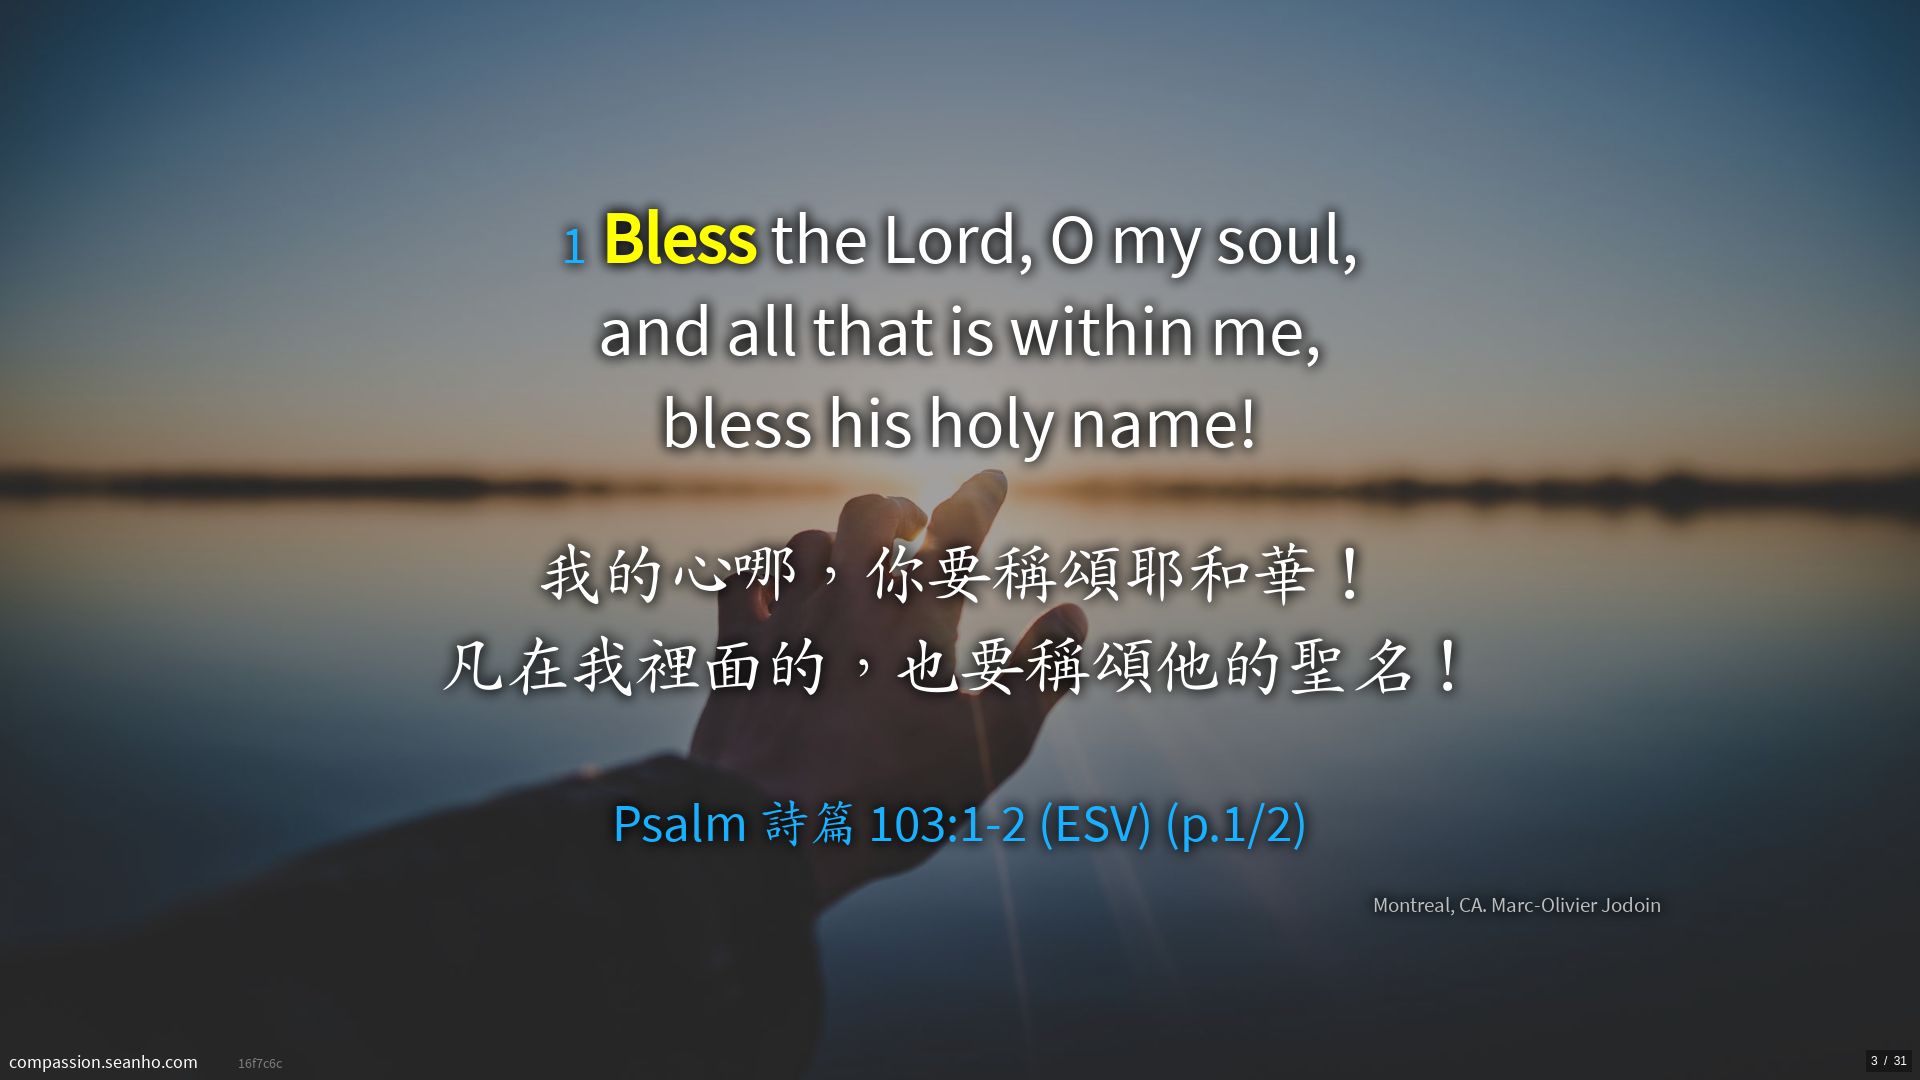 1 Bless the Lord, O my soul,
and all that is within me,
bless his holy name!
我的心哪，你要稱頌耶和華！
凡在我裡面的，也要稱頌他的聖名！
Psalm 詩篇 103:1-2 (ESV) (p.1/2)
Montreal, CA. Marc-Olivier Jodoin
compassion.seanho.com 16f7c6c 3 / 31